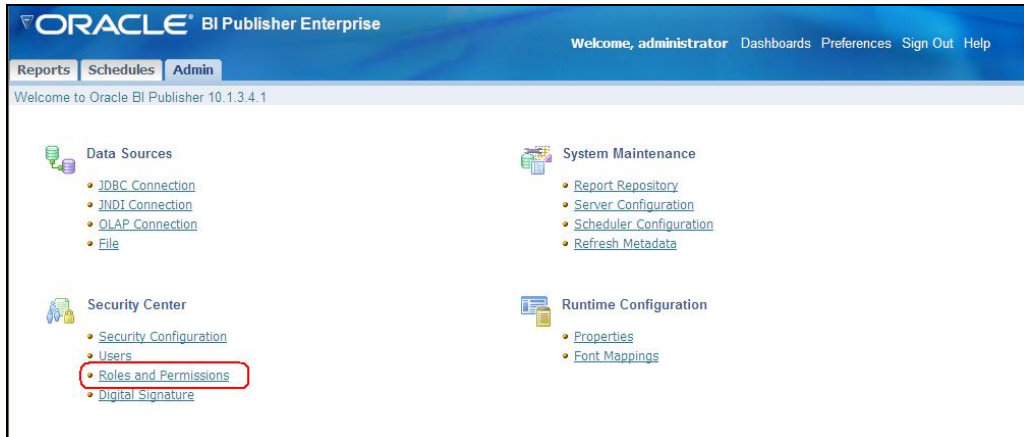 ORACLE BI Publisher Enterprise
Welcome, administrator Dashboards Preferences Sign Out Help
Reports Schedules Admin
Welcome to Oracle BI Publisher 10.1.3.4.1
Data Sources
JDBC Connection
JNDI Connection
OLAP Connection
File
System Maintenance
Report Repository
Server Configuration
Scheduler Configuration
Refresh Metadata
Security Center
Security Configuration
Users
Roles and Permissions
Digital Signature
Runtime Configuration
Properties
Font Mappings